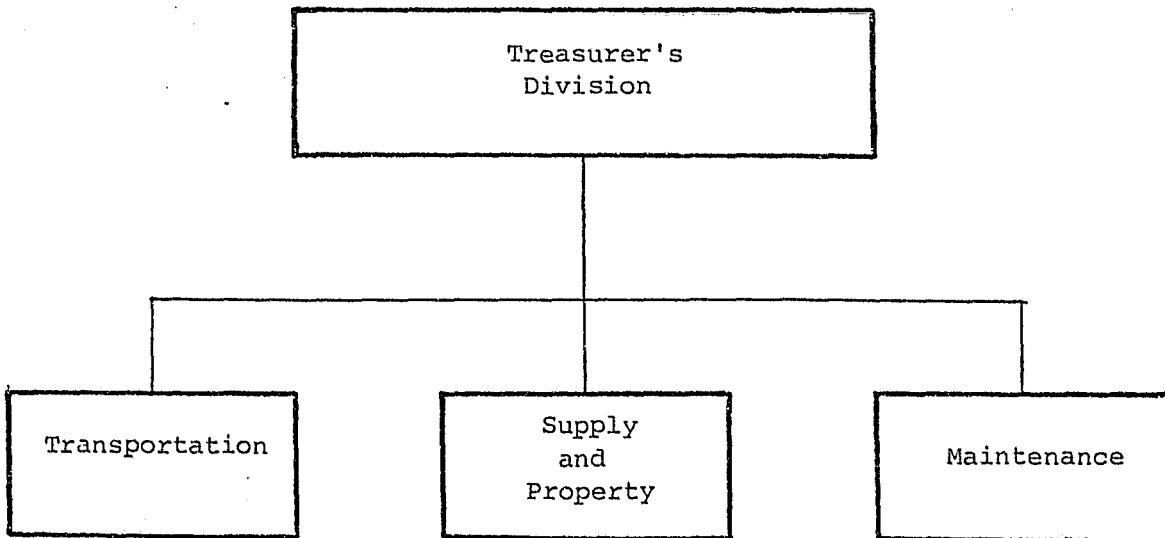 Treasurer's
Division
Transportation
Supply
and
Property
Maintenance